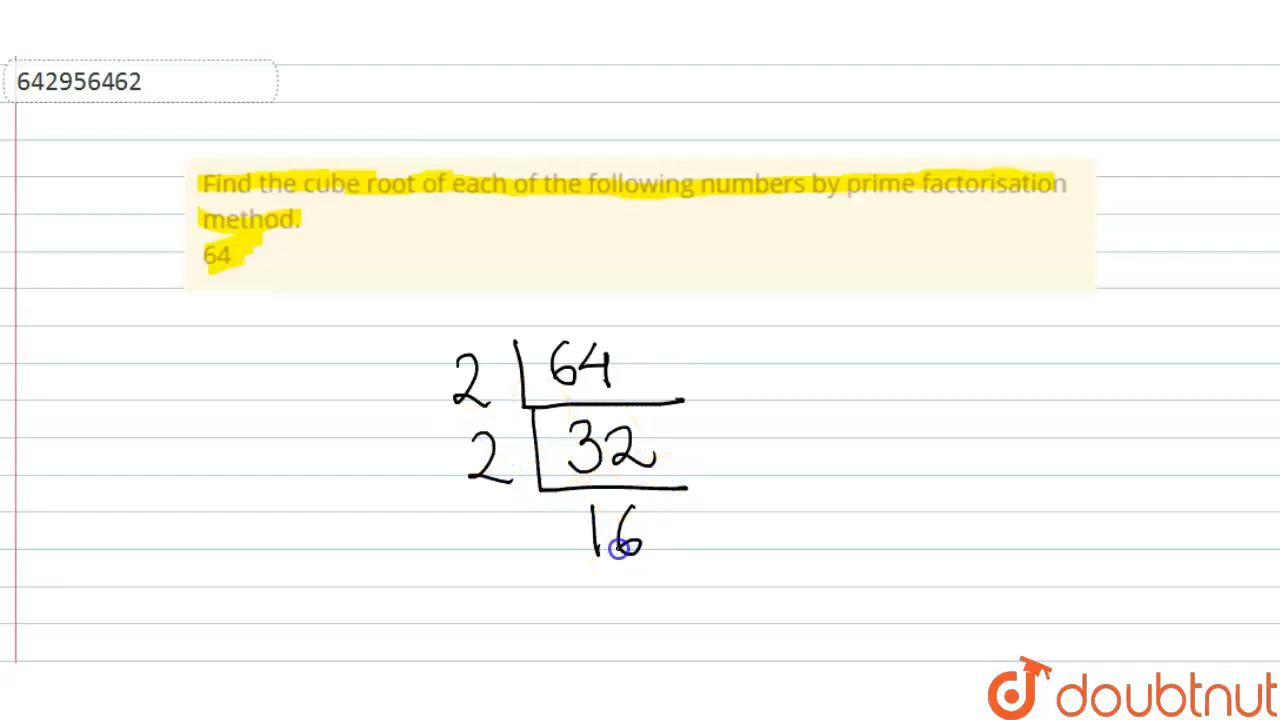 642956462
Find the cube root of each of the following numbers by prime factorisation
method.
64
2 64
2 32
16
doubtnut